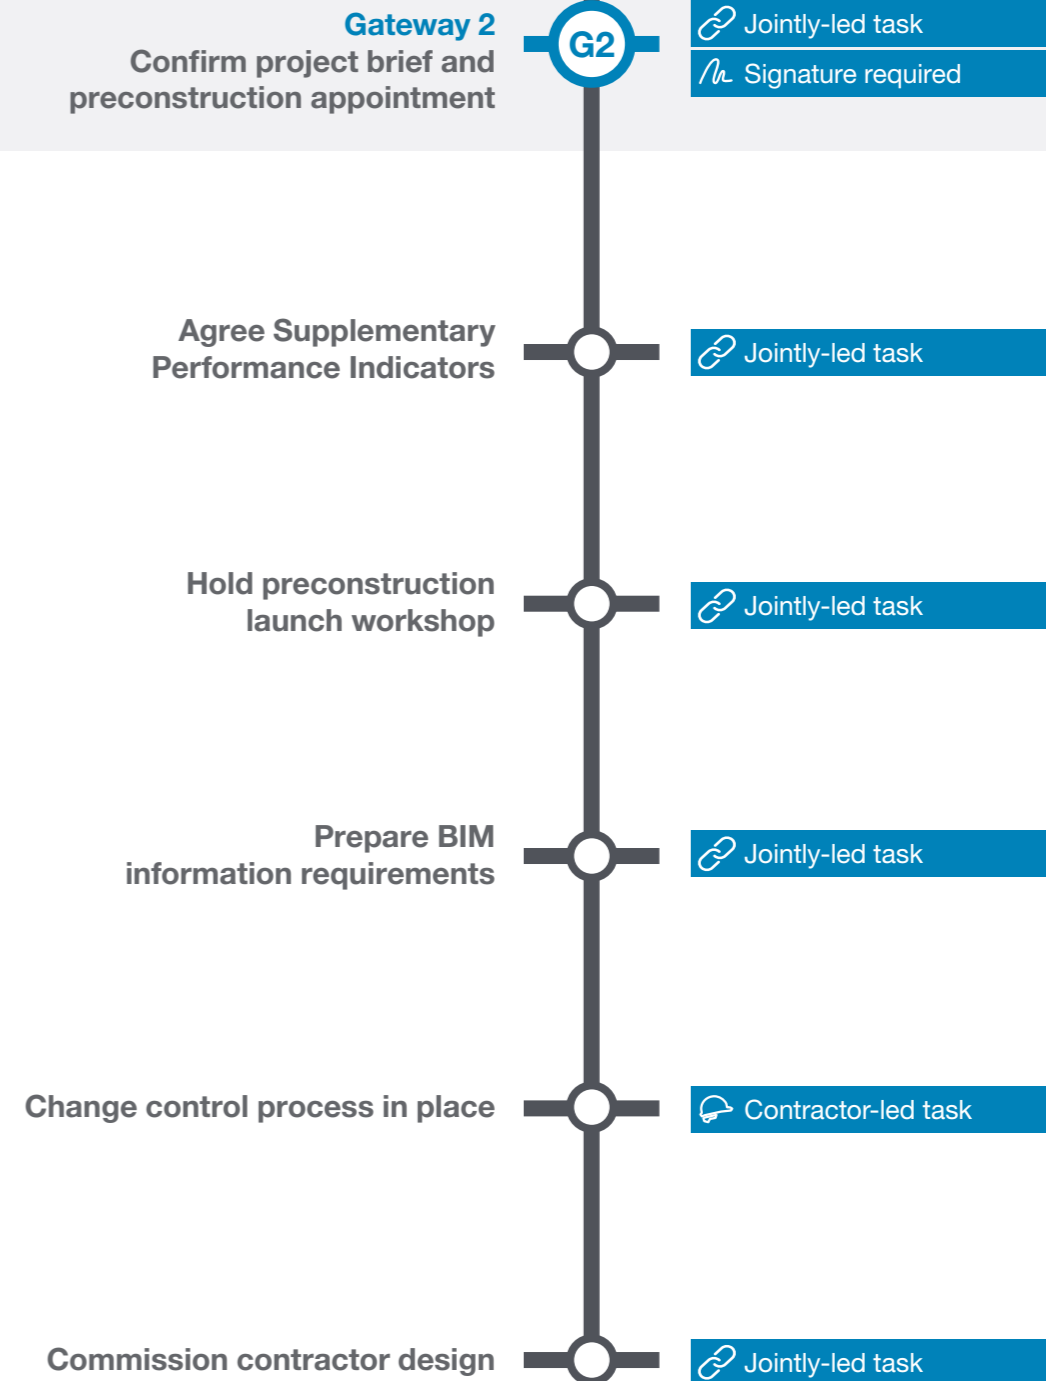 Gateway 2
Confirm project brief and
preconstruction appointment
G2
Jointly-led task
Signature required
Agree Supplementary
Performance Indicators
Jointly-led task
Hold preconstruction
launch workshop
Jointly-led task
Prepare BIM
information requirements
Jointly-led task
Change control process in place
Contractor-led task
Commission contractor design
Jointly-led task